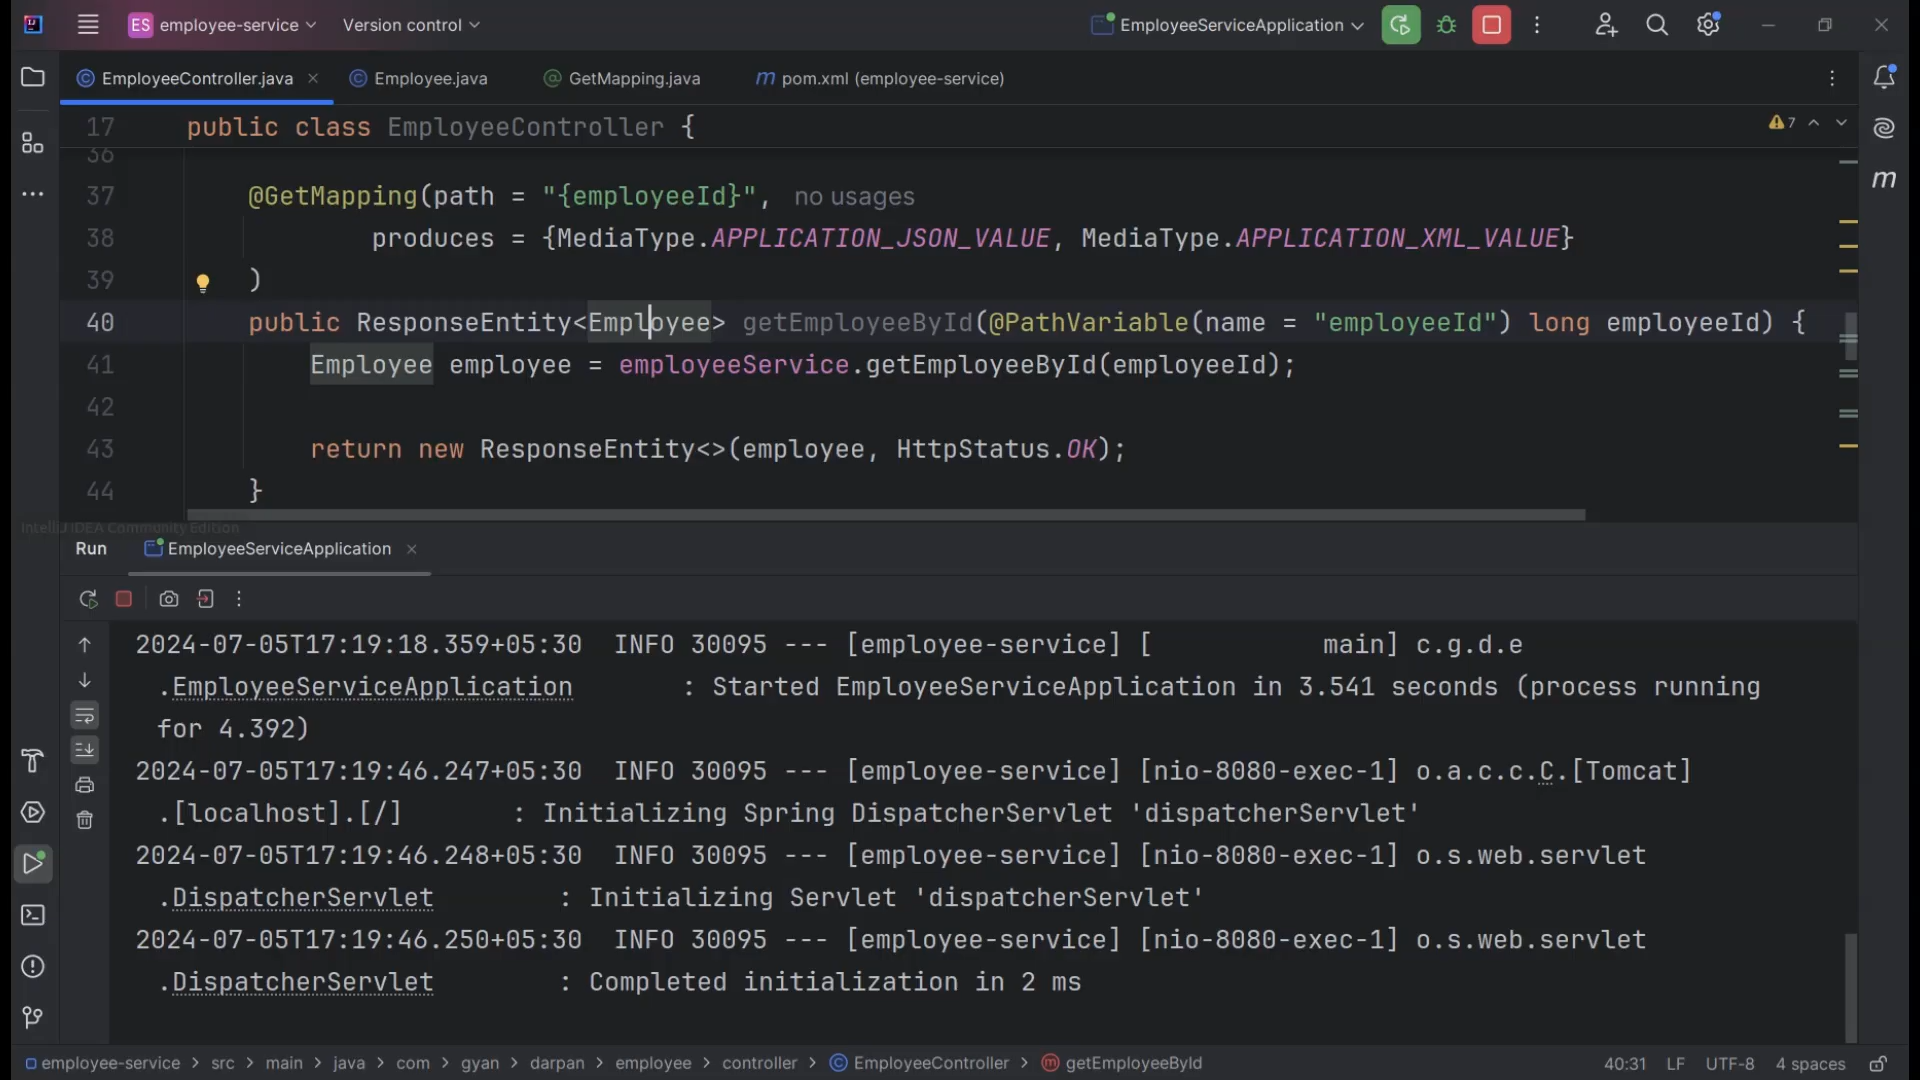 ES employee-service Version control EmployeeServiceApplication
EmployeeController.java Employee.java GetMapping.java m pom.xml (employee-service)
17 public class EmployeeController { 7
36
37 @GetMapping(path = "{employeeId}", no usages
38 produces = {MediaType.APPLICATION_JSON_VALUE, MediaType.APPLICATION_XML_VALUE}
39 )
40 public ResponseEntity<Employee> getEmployeeById(@PathVariable(name = "employeeId") long employeeId) {
41 Employee employee = employeeService.getEmployeeById(employeeId);
42
43 return new ResponseEntity<>(employee, HttpStatus.OK);
44 }
IntelliJ IDEA Community Edition
Run EmployeeServiceApplication
2024-07-05T17:19:18.359+05:30 INFO 30095 --- [employee-service] [ main] c.g.d.e
.EmployeeServiceApplication : Started EmployeeServiceApplication in 3.541 seconds (process running
for 4.392)
2024-07-05T17:19:46.247+05:30 INFO 30095 --- [employee-service] [nio-8080-exec-1] o.a.c.c.C.[Tomcat]
.[localhost].[/] : Initializing Spring DispatcherServlet 'dispatcherServlet'
2024-07-05T17:19:46.248+05:30 INFO 30095 --- [employee-service] [nio-8080-exec-1] o.s.web.servlet
.DispatcherServlet : Initializing Servlet 'dispatcherServlet'
2024-07-05T17:19:46.250+05:30 INFO 30095 --- [employee-service] [nio-8080-exec-1] o.s.web.servlet
.DispatcherServlet : Completed initialization in 2 ms
employee-service > src > main > java > com > gyan > darpan > employee > controller > EmployeeController > getEmployeeById 40:31 LF UTF-8 4 spaces